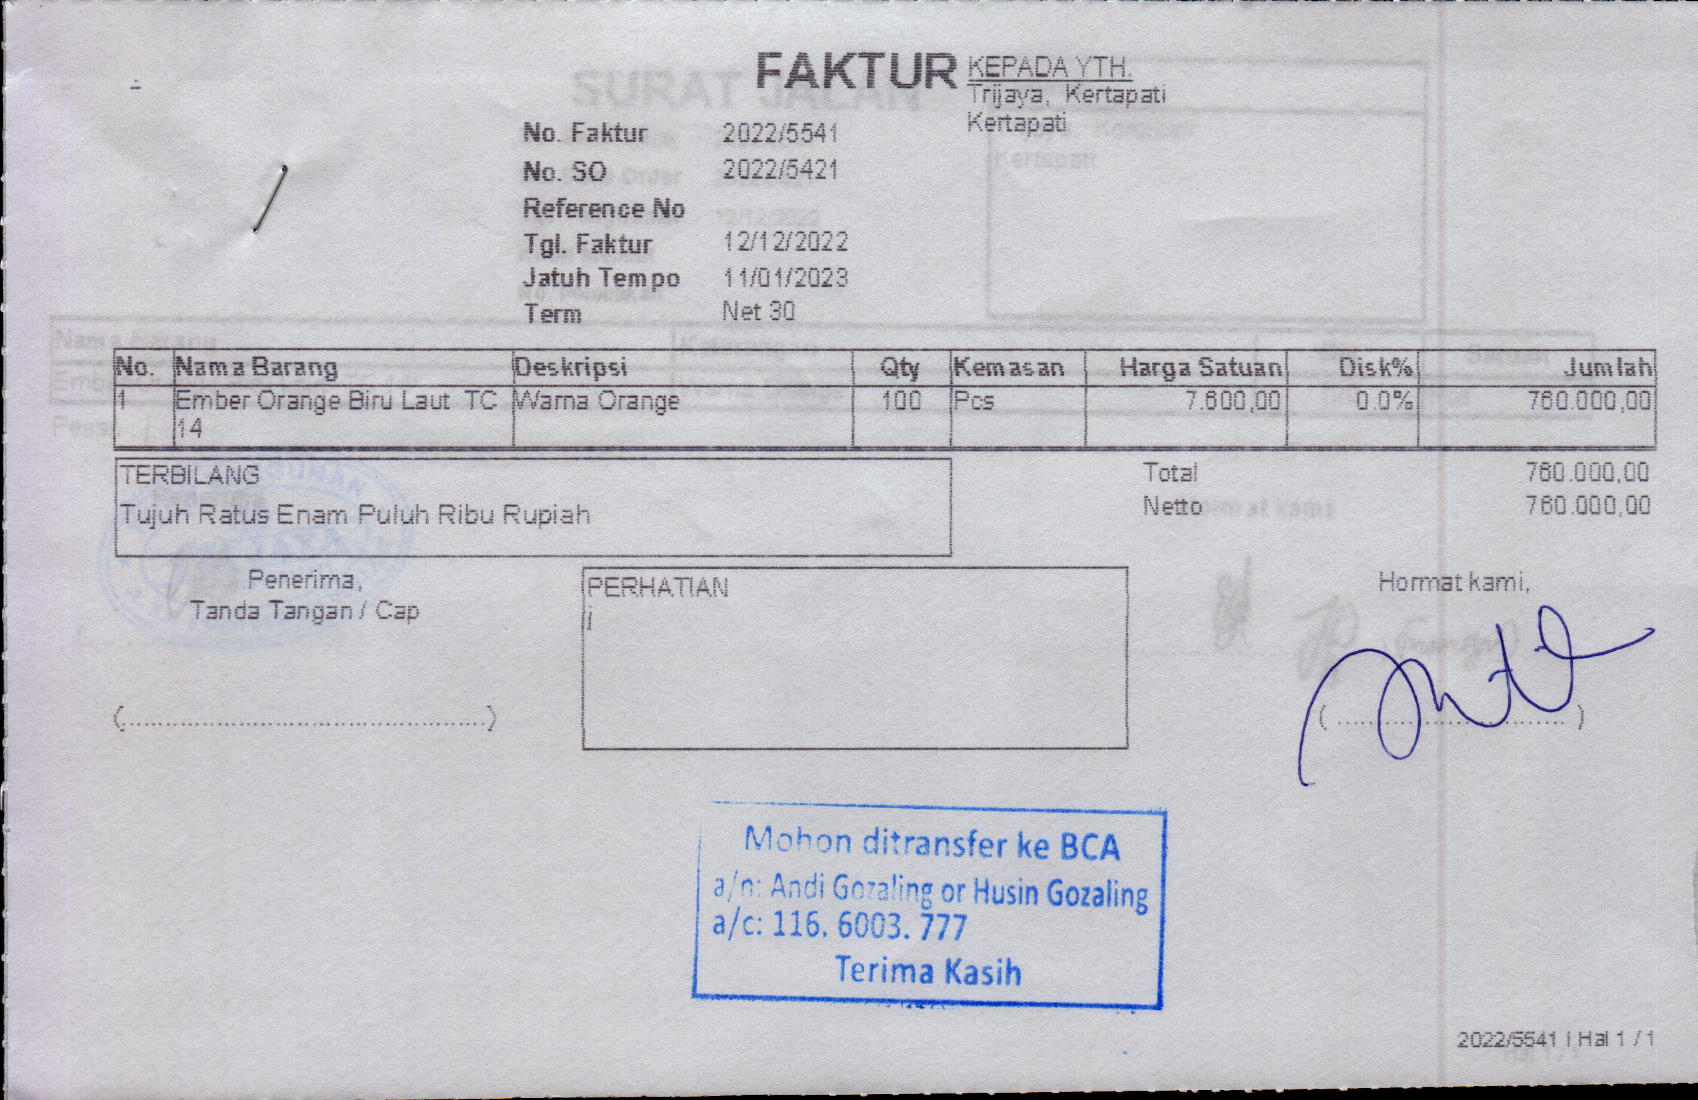 FAKTUR
KEPADA YTH.
Trijaya, Kertapati
Kertapati
No. Faktur 2022/5541
No. SO 2022/5421
Reference No
Tgl. Faktur 12/12/2022
Jatuh Tempo 11/01/2023
Term Net 30
No. Nama Barang Deskripsi Qty Kemasan Harga Satuan Disk% Jumlah
1 Ember Orange Biru Laut TC Warna Orange 100 Pcs 7.600,00 0.0% 760.000,00
14
TERBILANG
Tujuh Ratus Enam Puluh Ribu Rupiah
Total 760.000,00
Netto 760.000,00
Penerima,
Tanda Tangan / Cap
(................................................)
PERHATIAN
j
Hormat kami,
( .............................. )
Mohon ditransfer ke BCA
a/n: Andi Gozaling or Husin Gozaling
a/c: 116. 6003. 777
Terima Kasih
2022/5541 | Hal 1 / 1